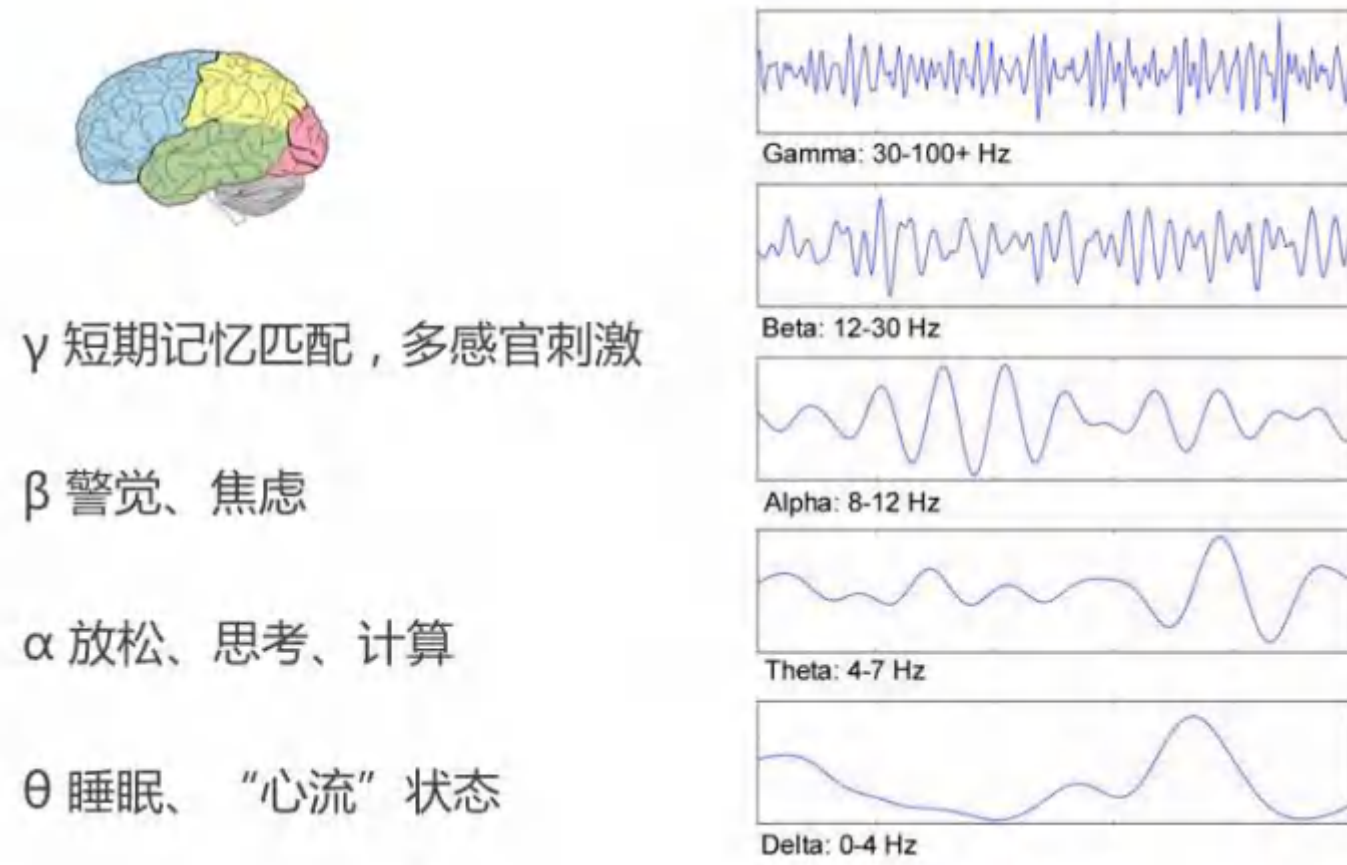 γ 短期记忆匹配，多感官刺激
β 警觉、焦虑
α 放松、思考、计算
θ 睡眠、“心流”状态
Gamma: 30-100+ Hz
Beta: 12-30 Hz
Alpha: 8-12 Hz
Theta: 4-7 Hz
Delta: 0-4 Hz